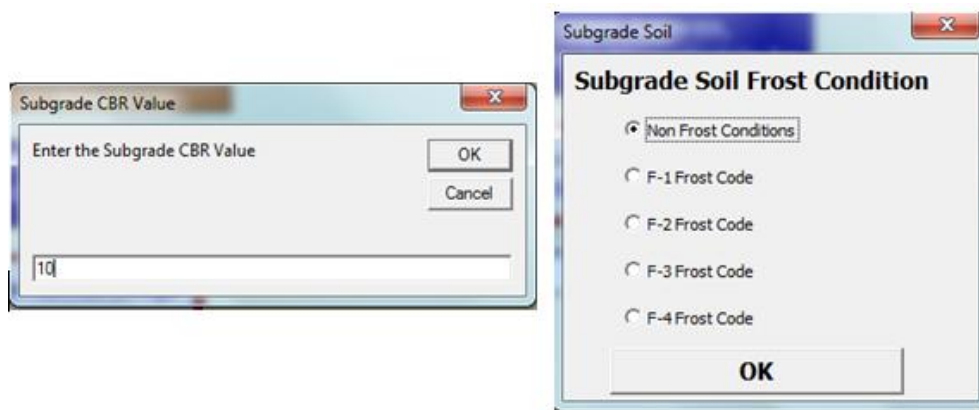 Subgrade CBR Value
Enter the Subgrade CBR Value
OK
Cancel
10
Subgrade Soil
Subgrade Soil Frost Condition
Non Frost Conditions
F-1 Frost Code
F-2 Frost Code
F-3 Frost Code
F-4 Frost Code
OK